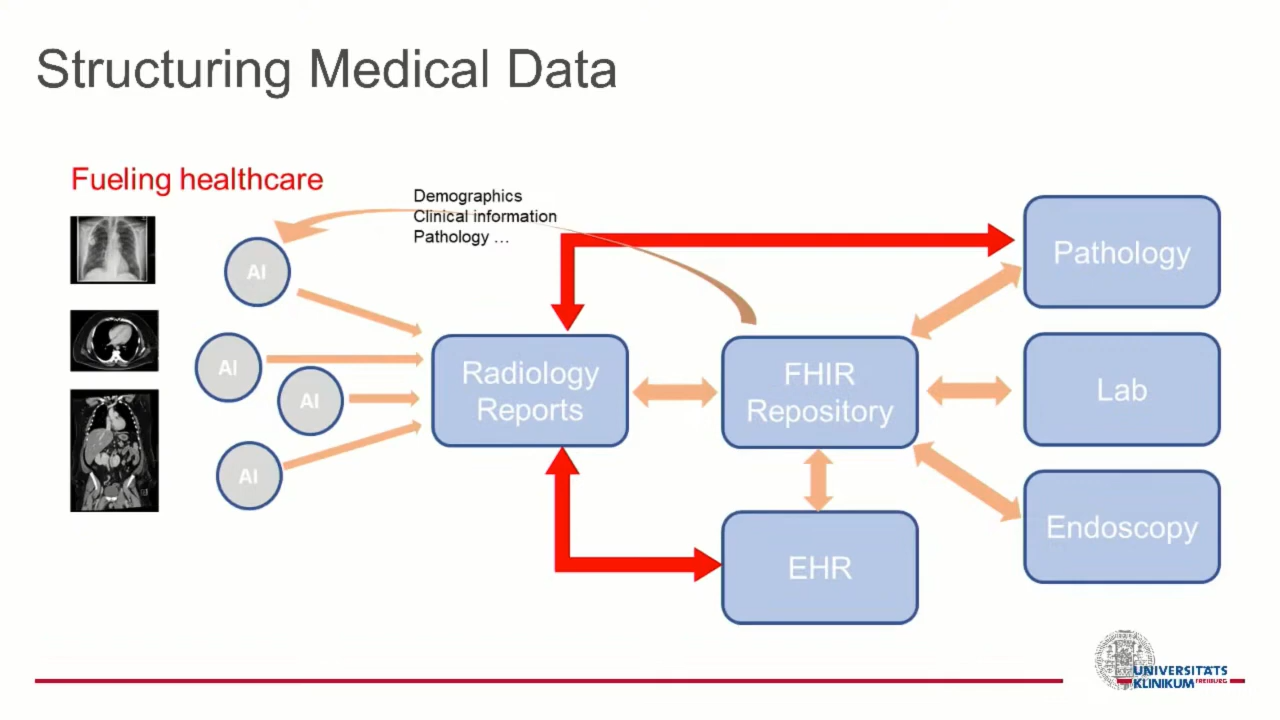 Structuring Medical Data
Fueling healthcare
Demographics
Clinical information
Pathology …
AI
AI
AI
AI
Radiology
Reports
FHIR
Repository
EHR
Pathology
Lab
Endoscopy
UNIVERSITÄTS
KLINIKUM FREIBURG